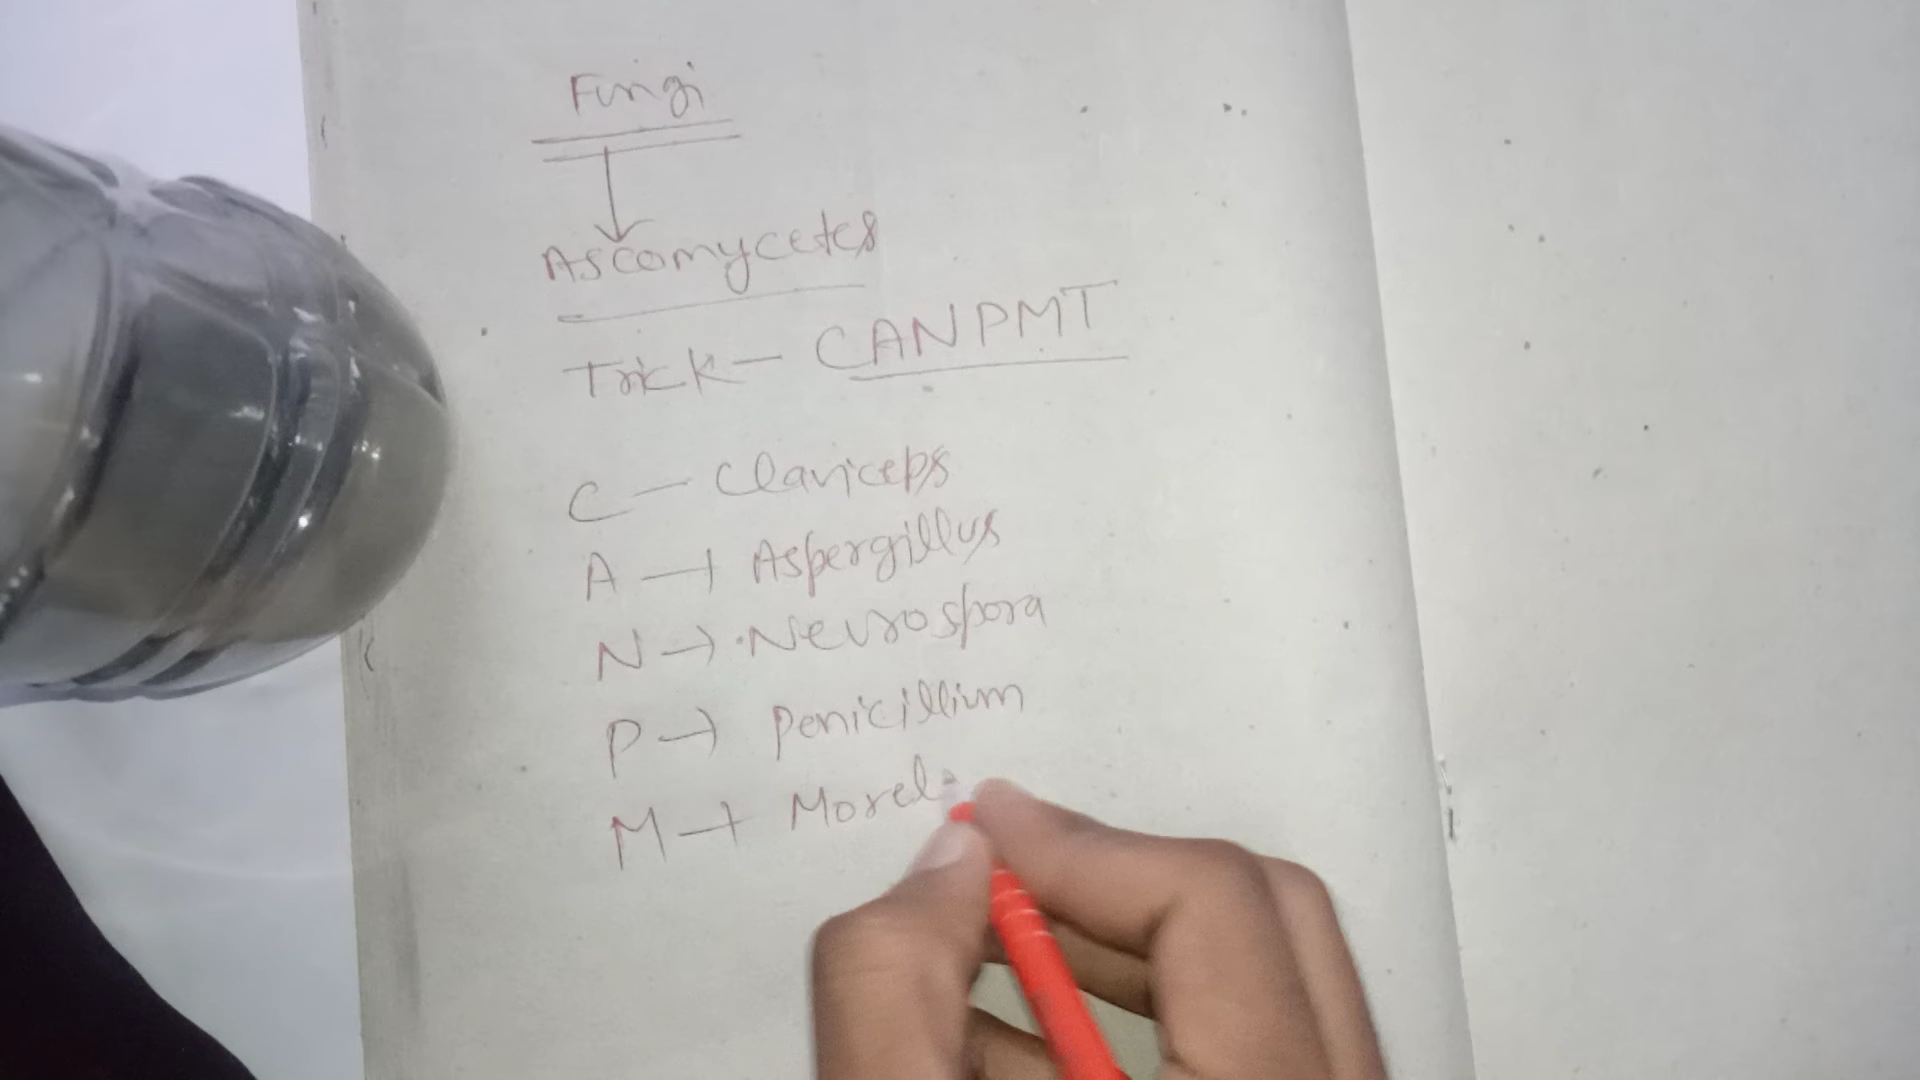 Fungi
Ascomycetes
Trick - CANPMT
C - Claviceps
A → Aspergillus
N → Neurospora
P → Penicillium
M → Morel